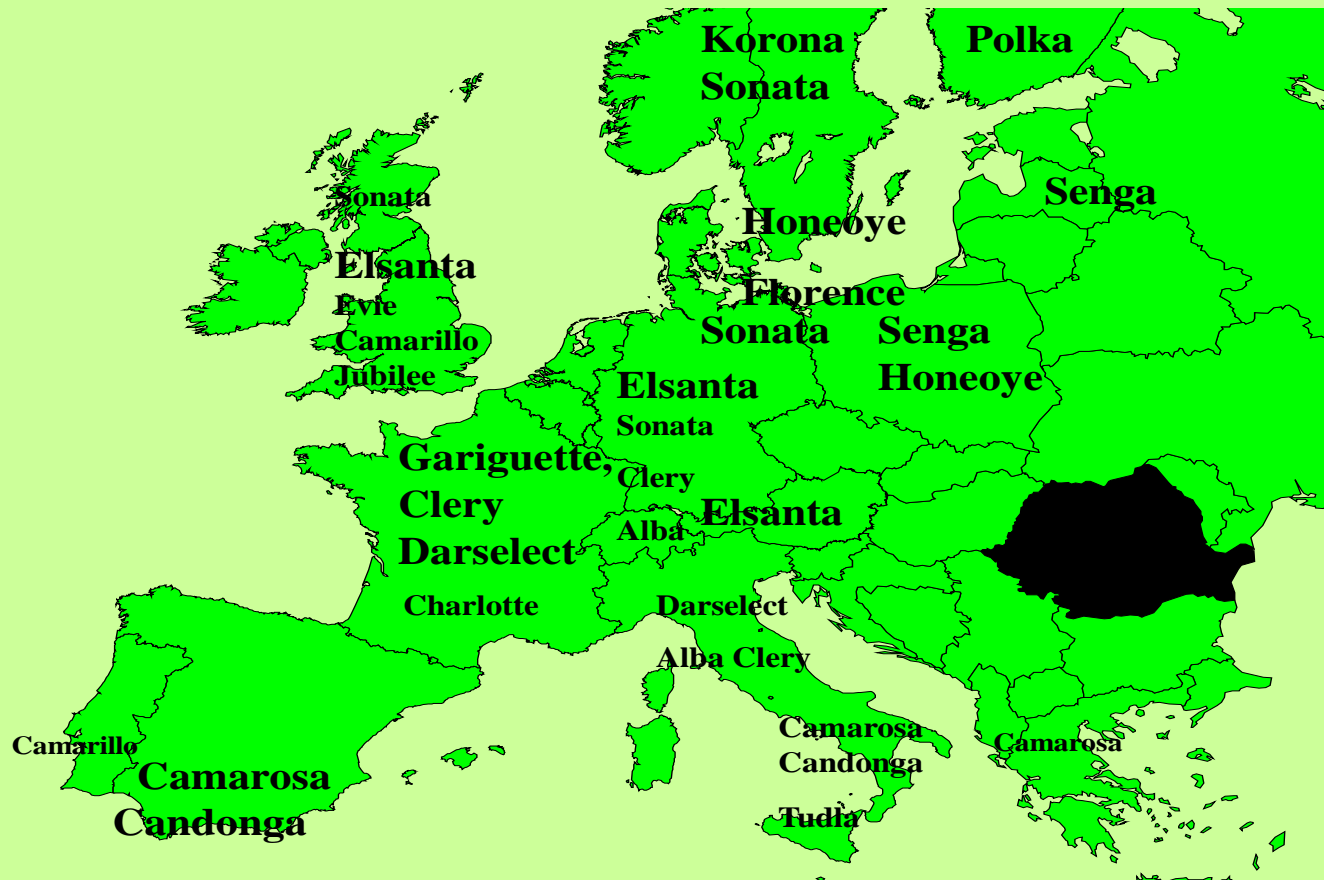 Korona
Sonata
Polka
Senga
Sonata
Honeoye
Elsanta
Evie
Camarillo
Jubilee
Florence
Sonata
Senga
Honeoye
Elsanta
Sonata
Clery
Gariguette,
Clery
Darselect
Charlotte
Alba
Elsanta
Darselect
Alba Clery
Camarosa
Candonga
Tudla
Camarosa
Camarillo
Camarosa
Candonga